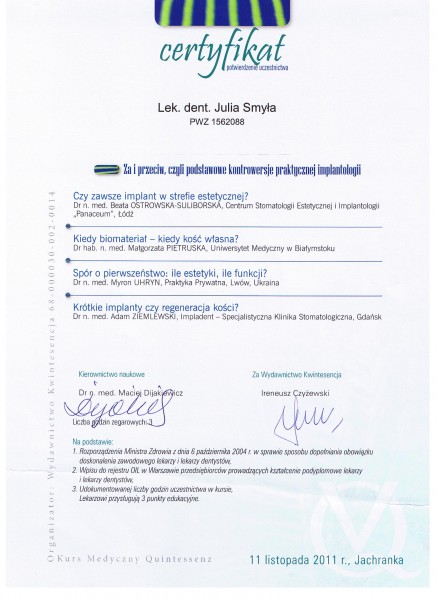 certyfikat
potwierdzenie uczestnictwa
Lek. dent. Julia Smyła
PWZ 1562088
Za i przeciw, czyli podstawowe kontrowersje praktycznej implantologii
Czy zawsze implant w strefie estetycznej?
Dr n. med. Beata OSTROWSKA-SULIBORSKA, Centrum Stomatologii Estetycznej i Implantologii
„Panaceum”, Łódź
Kiedy biomateriał – kiedy kość własna?
Dr hab. n. med. Małgorzata PIETRUSKA, Uniwersytet Medyczny w Białymstoku
Spór o pierwszeństwo: ile estetyki, ile funkcji?
Dr n. med. Myron UHRYN, Praktyka Prywatna, Lwów, Ukraina
Krótkie implanty czy regeneracja kości?
Dr n. med. Adam ZIEMLEWSKI, Impladent – Specjalistyczna Klinika Stomatologiczna, Gdańsk
Kierownictwo naukowe
Za Wydawnictwo Kwintesencja
Dr n. med. Maciej Dijakiewicz
Ireneusz Czyżewski
Liczba godzin zegarowych: 3
Na podstawie:
1. Rozporządzenia Ministra Zdrowia z dnia 6 października 2004 r. w sprawie sposobu dopełniania obowiązku
doskonalenia zawodowego lekarzy i lekarzy dentystów,
2. Wpisu do rejestru OIL w Warszawie przedsiębiorców prowadzących kształcenie podyplomowe lekarzy
i lekarzy dentystów,
3. Udokumentowanej liczby godzin uczestnictwa w kursie,
Lekarzowi przysługują 3 punkty edukacyjne.
Organizator: Wydawnictwo Kwintesencja 68-000030-002-0014
Kurs Medyczny Quintessenz
11 listopada 2011 r., Jachranka